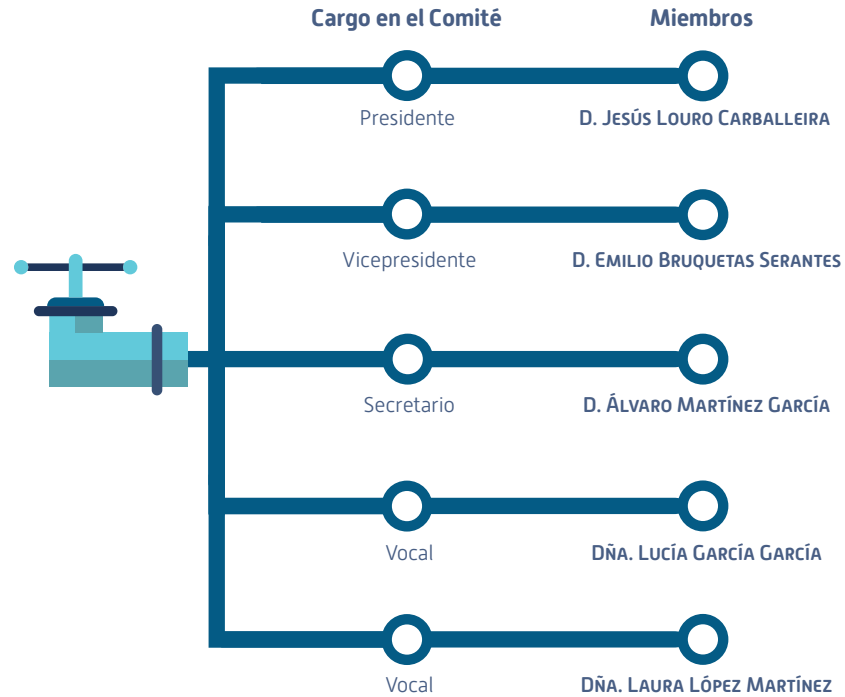 Cargo en el Comité Miembros
Presidente D. Jesús Louro Carballeira
Vicepresidente D. Emilio Bruquetas Serantes
Secretario D. Álvaro Martínez García
Vocal Dña. Lucía García García
Vocal Dña. Laura López Martínez